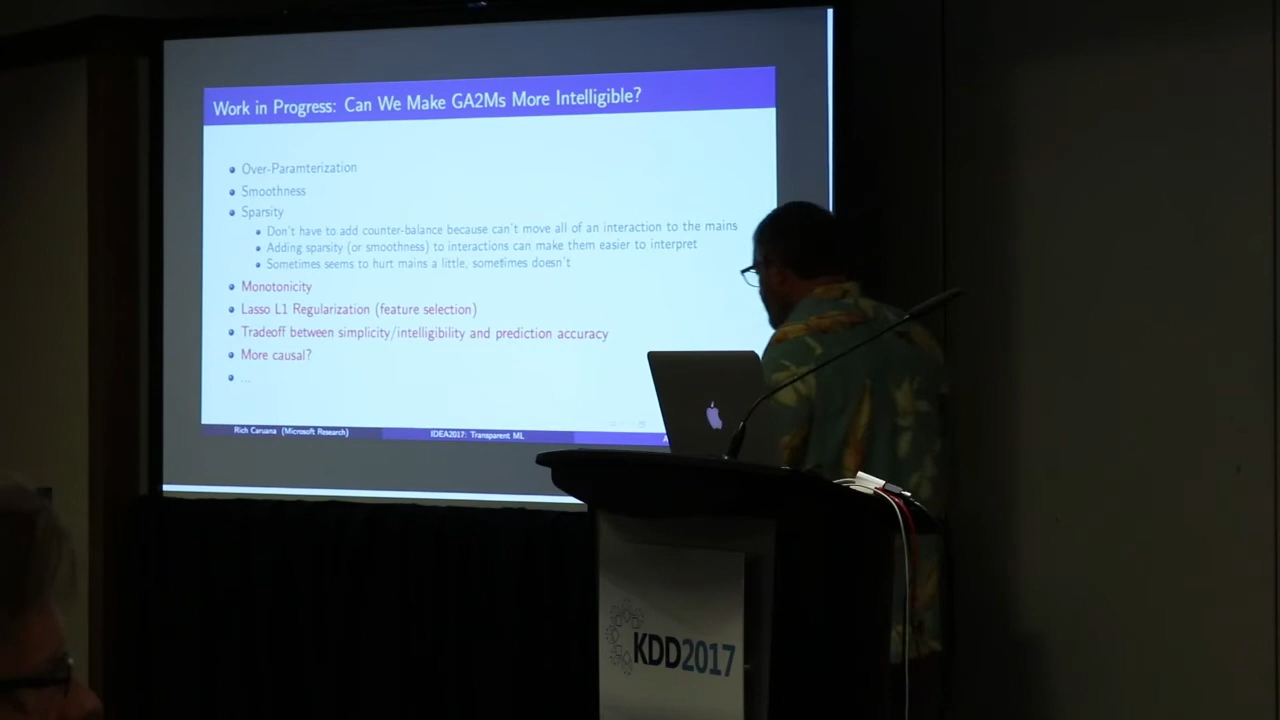 Work in Progress: Can We Make GA2Ms More Intelligible?
Over-Paramterization
Smoothness
Sparsity
Don't have to add counter-balance because can't move all of an interaction to the mains
Adding sparsity (or smoothness) to interactions can make them easier to interpret
Sometimes seems to hurt mains a little, sometimes doesn't
Monotonicity
Lasso L1 Regularization (feature selection)
Tradeoff between simplicity/intelligibility and prediction accuracy
More causal?
...
Rich Caruana (Microsoft Research)
IDEA2017: Transparent ML
KDD2017